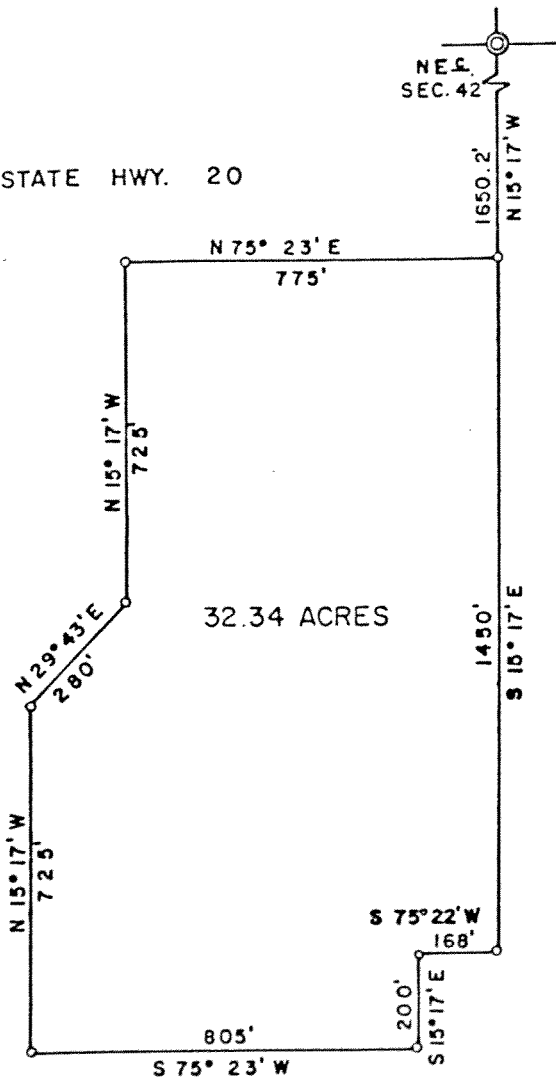 NE C.
SEC. 42
1650.2'
N 15° 17' W
STATE HWY. 20
N 75° 23' E
775'
N 15° 17' W
725'
32.34 ACRES
1450'
S 15° 17' E
N 29° 43' E
280'
N 15° 17' W
725'
S 75° 22' W
168'
200'
S 15° 17' E
805'
S 75° 23' W